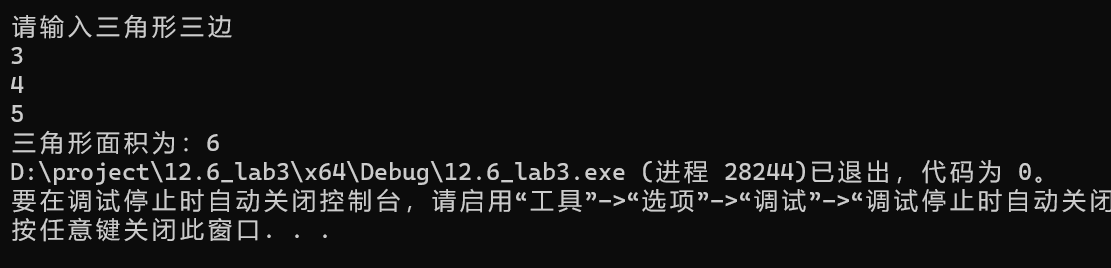 请输入三角形三边
3
4
5
三角形面积为：6
D:\project\12.6_lab3\x64\Debug\12.6_lab3.exe (进程 28244)已退出，代码为 0。
要在调试停止时自动关闭控制台，请启用“工具”->“选项”->“调试”->“调试停止时自动关闭
按任意键关闭此窗口. . .